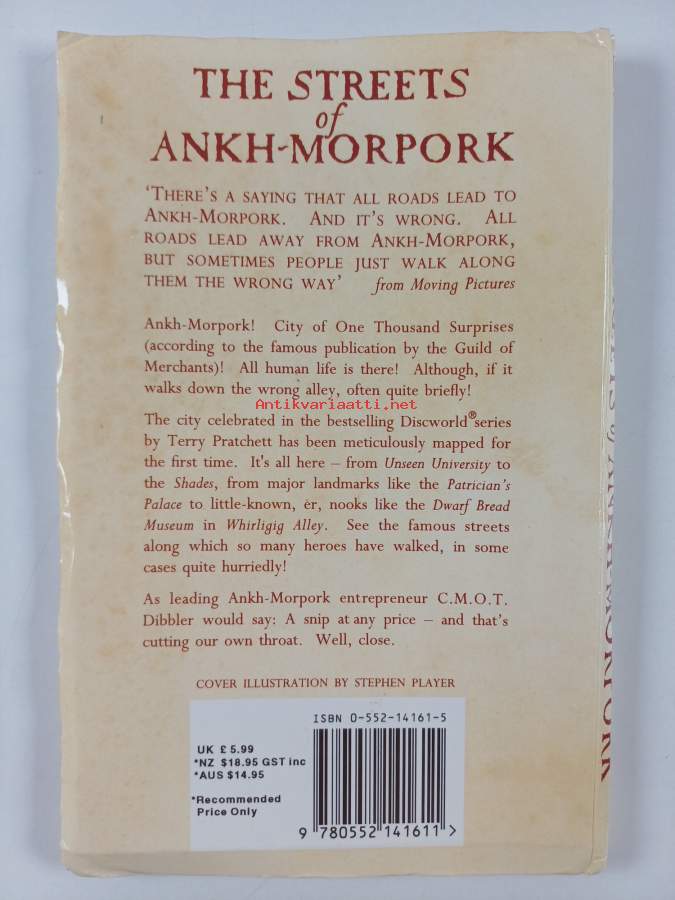 THE STREETS
of
ANKH-MORPORK
'THERE'S A SAYING THAT ALL ROADS LEAD TO
ANKH-MORPORK. AND IT'S WRONG. ALL
ROADS LEAD AWAY FROM ANKH-MORPORK,
BUT SOMETIMES PEOPLE JUST WALK ALONG
THEM THE WRONG WAY' from Moving Pictures
Ankh-Morpork! City of One Thousand Surprises
(according to the famous publication by the Guild of
Merchants)! All human life is there! Although, if it
walks down the wrong alley, often quite briefly!
Antikvariaatti.net
The city celebrated in the bestselling Discworld® series
by Terry Pratchett has been meticulously mapped for
the first time. It's all here – from Unseen University to
the Shades, from major landmarks like the Patrician's
Palace to little-known, er, nooks like the Dwarf Bread
Museum in Whirligig Alley. See the famous streets
along which so many heroes have walked, in some
cases quite hurriedly!
As leading Ankh-Morpork entrepreneur C.M.O.T.
Dibbler would say: A snip at any price – and that's
cutting our own throat. Well, close.
COVER ILLUSTRATION BY STEPHEN PLAYER
ISBN 0-552-14161-5
UK £ 5.99
*NZ $18.95 GST inc
*AUS $14.95
*Recommended
Price Only
9 780552 141611 >
of ANKH-MORPORK